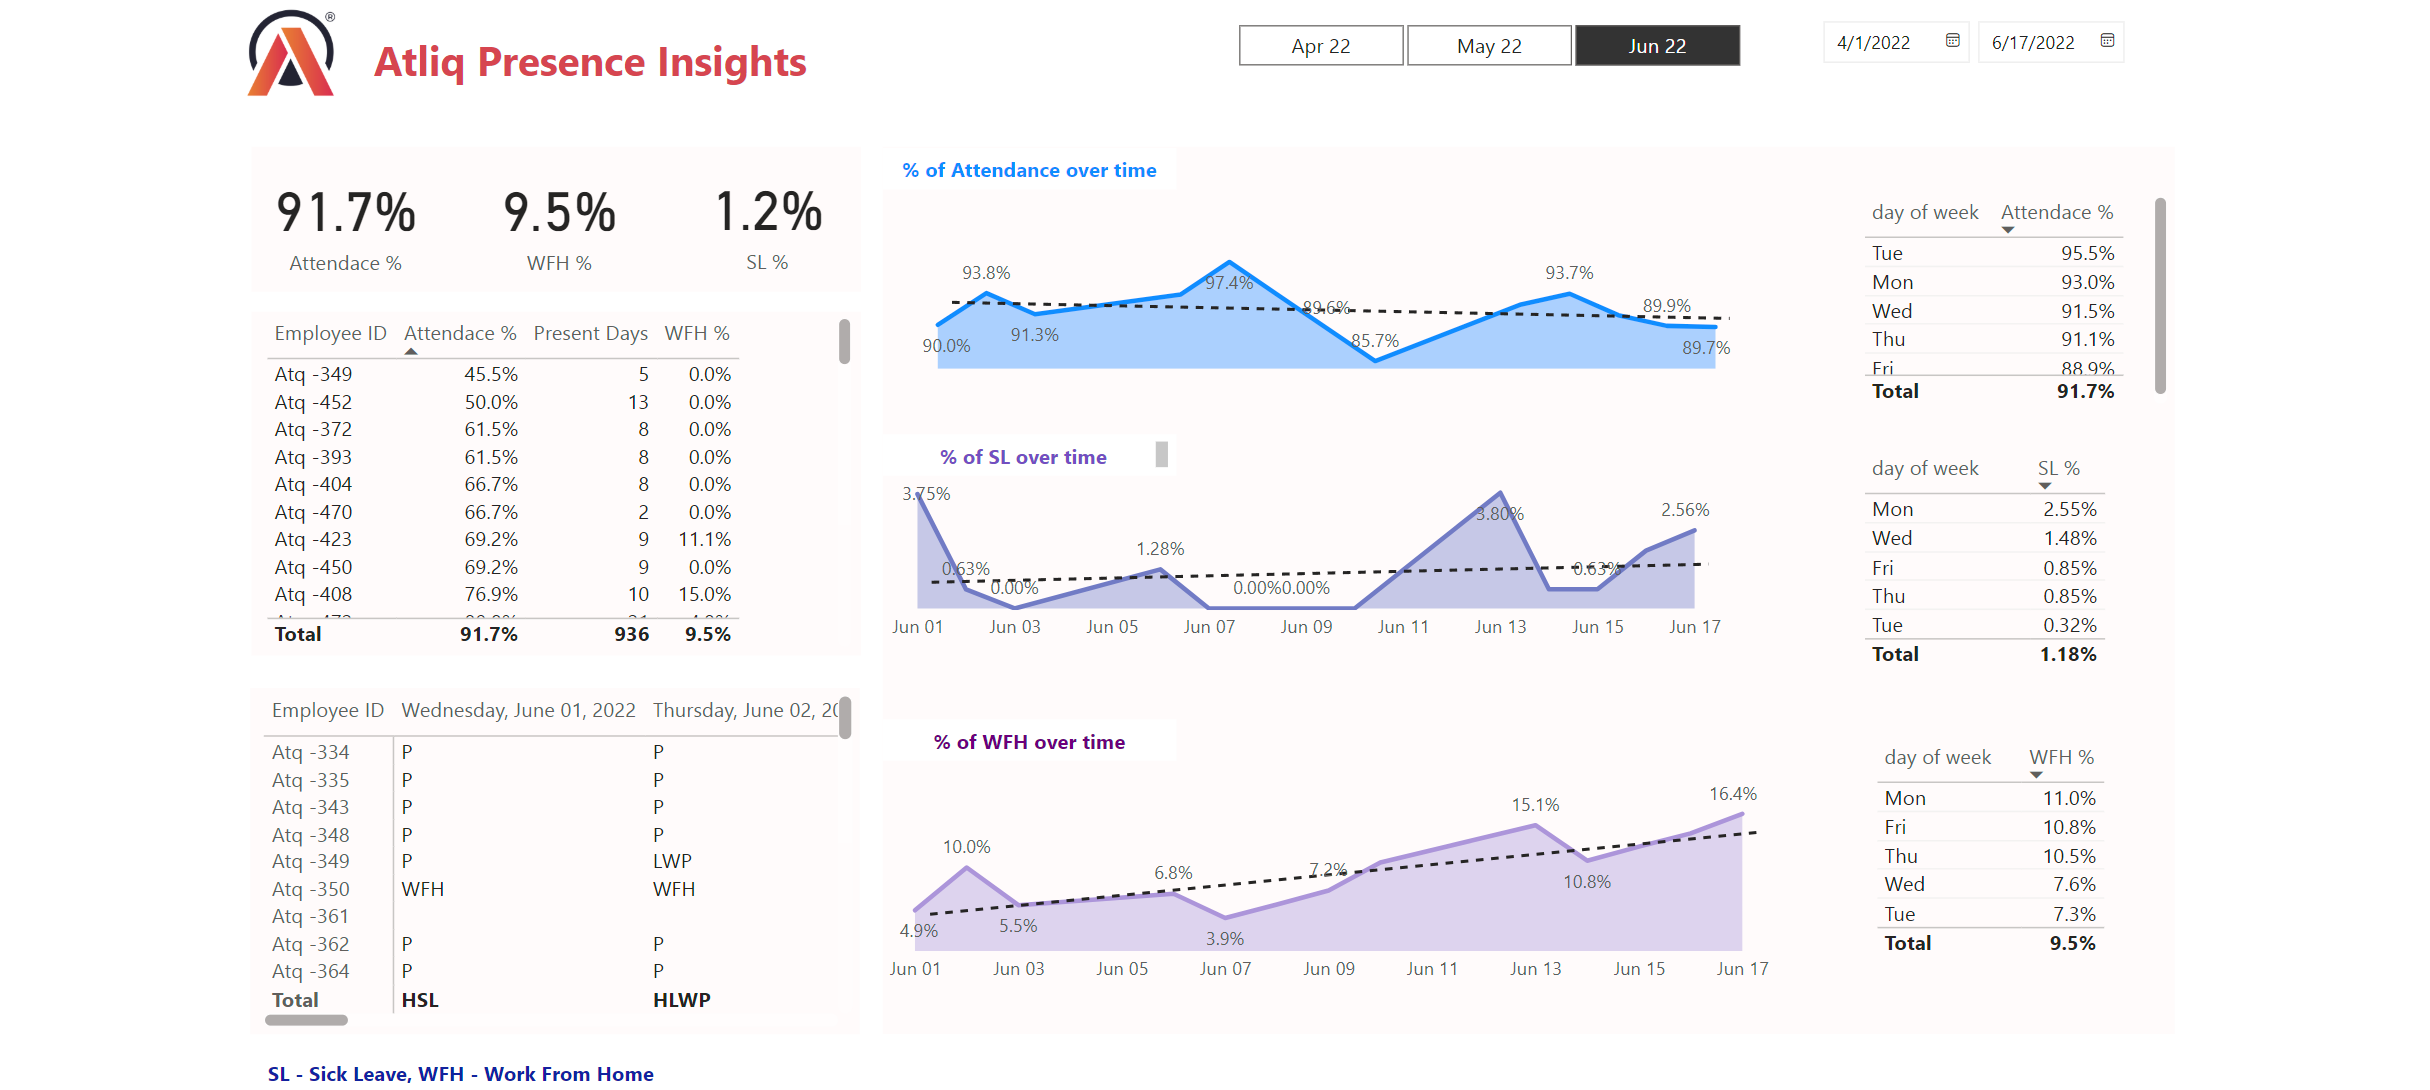 ®
Atliq Presence Insights
Apr 22 May 22 Jun 22
4/1/2022 6/17/2022
91.7% 9.5% 1.2%
Attendace % WFH % SL %
Employee ID Attendace % Present Days WFH %
Atq -349 45.5% 5 0.0%
Atq -452 50.0% 13 0.0%
Atq -372 61.5% 8 0.0%
Atq -393 61.5% 8 0.0%
Atq -404 66.7% 8 0.0%
Atq -470 66.7% 2 0.0%
Atq -423 69.2% 9 11.1%
Atq -450 69.2% 9 0.0%
Atq -408 76.9% 10 15.0%
Total 91.7% 936 9.5%
Employee ID Wednesday, June 01, 2022 Thursday, June 02, 20
Atq -334 P P
Atq -335 P P
Atq -343 P P
Atq -348 P P
Atq -349 P LWP
Atq -350 WFH WFH
Atq -361
Atq -362 P P
Atq -364 P P
Total HSL HLWP
SL - Sick Leave, WFH - Work From Home
% of Attendance over time
90.0% 93.8% 91.3% 97.4% 89.6% 85.7% 93.7% 89.9% 89.7%
day of week Attendace %
Tue 95.5%
Mon 93.0%
Wed 91.5%
Thu 91.1%
Fri 88.9%
Total 91.7%
% of SL over time
3.75% 0.63% 0.00% 1.28% 0.00% 0.00% 3.80% 0.63% 2.56%
Jun 01 Jun 03 Jun 05 Jun 07 Jun 09 Jun 11 Jun 13 Jun 15 Jun 17
day of week SL %
Mon 2.55%
Wed 1.48%
Fri 0.85%
Thu 0.85%
Tue 0.32%
Total 1.18%
% of WFH over time
4.9% 10.0% 5.5% 6.8% 3.9% 7.2% 15.1% 10.8% 16.4%
Jun 01 Jun 03 Jun 05 Jun 07 Jun 09 Jun 11 Jun 13 Jun 15 Jun 17
day of week WFH %
Mon 11.0%
Fri 10.8%
Thu 10.5%
Wed 7.6%
Tue 7.3%
Total 9.5%